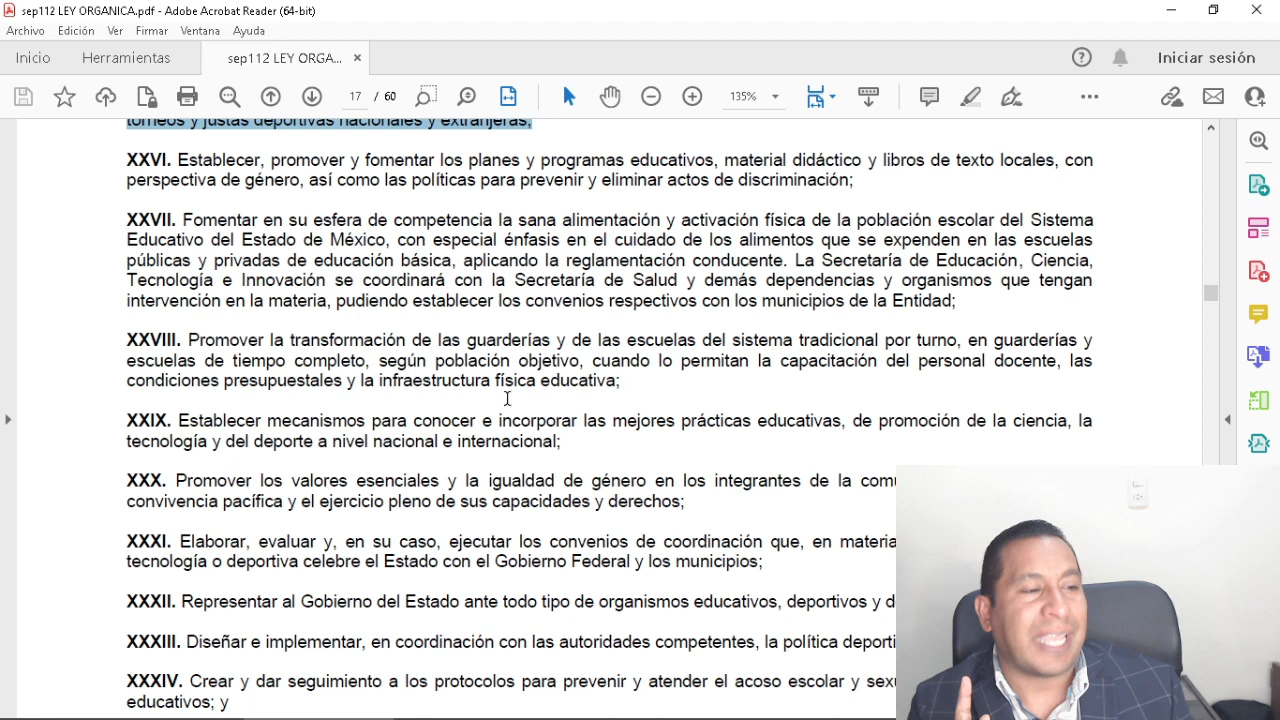 sep112 LEY ORGANICA.pdf - Adobe Acrobat Reader (64-bit)
Archivo Edición Ver Firmar Ventana Ayuda
Inicio Herramientas sep112 LEY ORGA... × Iniciar sesión
17 / 60 135%
torneos y justas deportivas nacionales y extranjeras;
XXVI. Establecer, promover y fomentar los planes y programas educativos, material didáctico y libros de texto locales, con
perspectiva de género, así como las políticas para prevenir y eliminar actos de discriminación;
XXVII. Fomentar en su esfera de competencia la sana alimentación y activación física de la población escolar del Sistema
Educativo del Estado de México, con especial énfasis en el cuidado de los alimentos que se expenden en las escuelas
públicas y privadas de educación básica, aplicando la reglamentación conducente. La Secretaría de Educación, Ciencia,
Tecnología e Innovación se coordinará con la Secretaría de Salud y demás dependencias y organismos que tengan
intervención en la materia, pudiendo establecer los convenios respectivos con los municipios de la Entidad;
XXVIII. Promover la transformación de las guarderías y de las escuelas del sistema tradicional por turno, en guarderías y
escuelas de tiempo completo, según población objetivo, cuando lo permitan la capacitación del personal docente, las
condiciones presupuestales y la infraestructura física educativa;
XXIX. Establecer mecanismos para conocer e incorporar las mejores prácticas educativas, de promoción de la ciencia, la
tecnología y del deporte a nivel nacional e internacional;
XXX. Promover los valores esenciales y la igualdad de género en los integrantes de la
convivencia pacífica y el ejercicio pleno de sus capacidades y derechos;
XXXI. Elaborar, evaluar y, en su caso, ejecutar los convenios de coordinación que, en
tecnología o deportiva celebre el Estado con el Gobierno Federal y los municipios;
XXXII. Representar al Gobierno del Estado ante todo tipo de organismos educativos, deportivos y
XXXIII. Diseñar e implementar, en coordinación con las autoridades competentes, la política
XXXIV. Crear y dar seguimiento a los protocolos para prevenir y atender el acoso escolar y
educativos; y